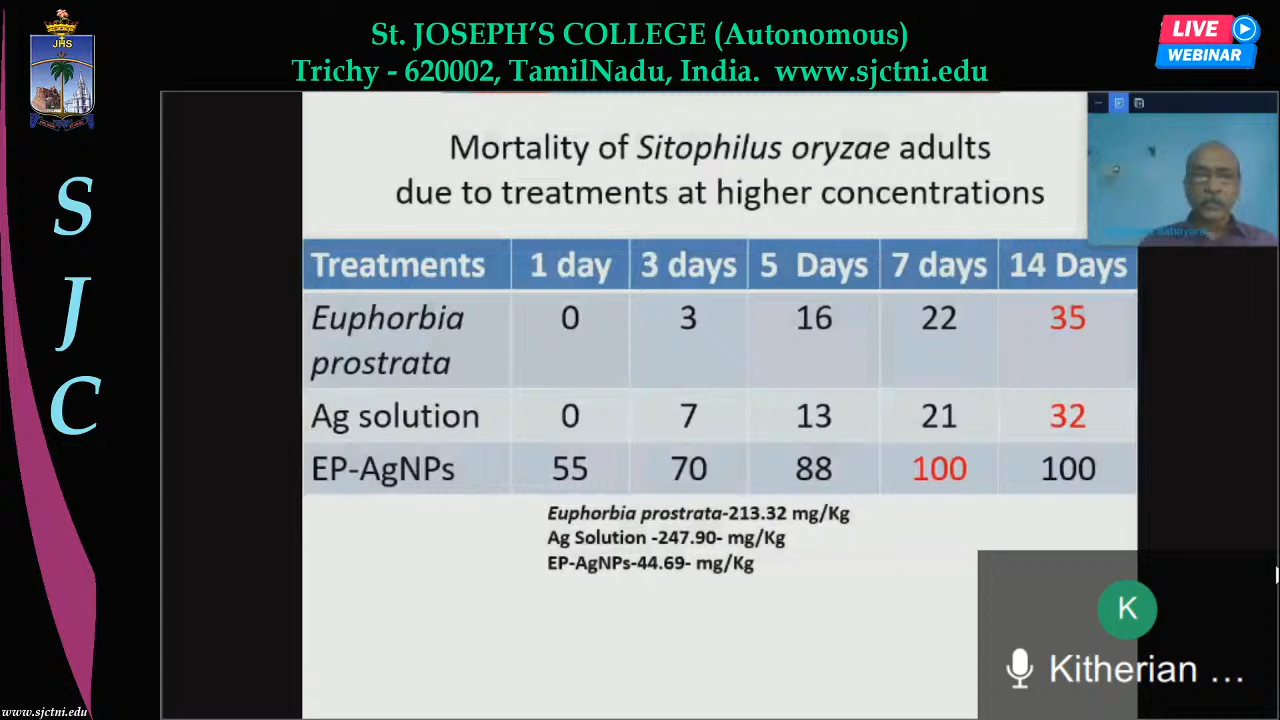 St. JOSEPH'S COLLEGE (Autonomous)
Trichy - 620002, TamilNadu, India. www.sjctni.edu
LIVE
WEBINAR
JHS
S
J
C
Mortality of Sitophilus oryzae adults
due to treatments at higher concentrations
Treatments 1 day 3 days 5 Days 7 days 14 Days
Euphorbia prostrata 0 3 16 22 35
Ag solution 0 7 13 21 32
EP-AgNPs 55 70 88 100 100
Euphorbia prostrata-213.32 mg/Kg
Ag Solution -247.90- mg/Kg
EP-AgNPs-44.69- mg/Kg
K
Kitherian ...
www.sjctni.edu